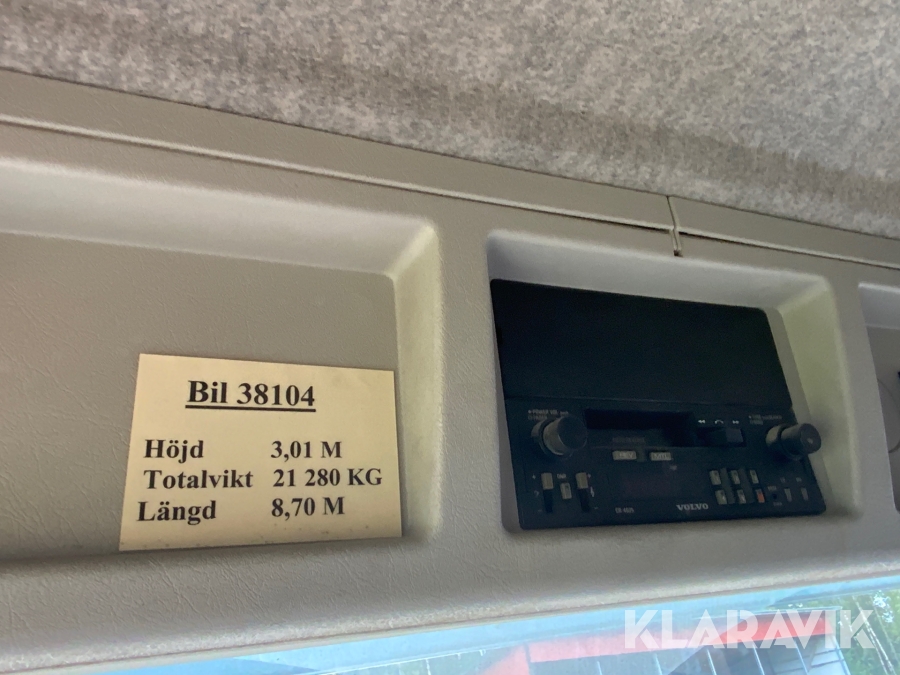 Bil 38104
Höjd 3,01 M
Totalvikt 21 280 KG
Längd 8,70 M
VOLVO
KLARAVIK